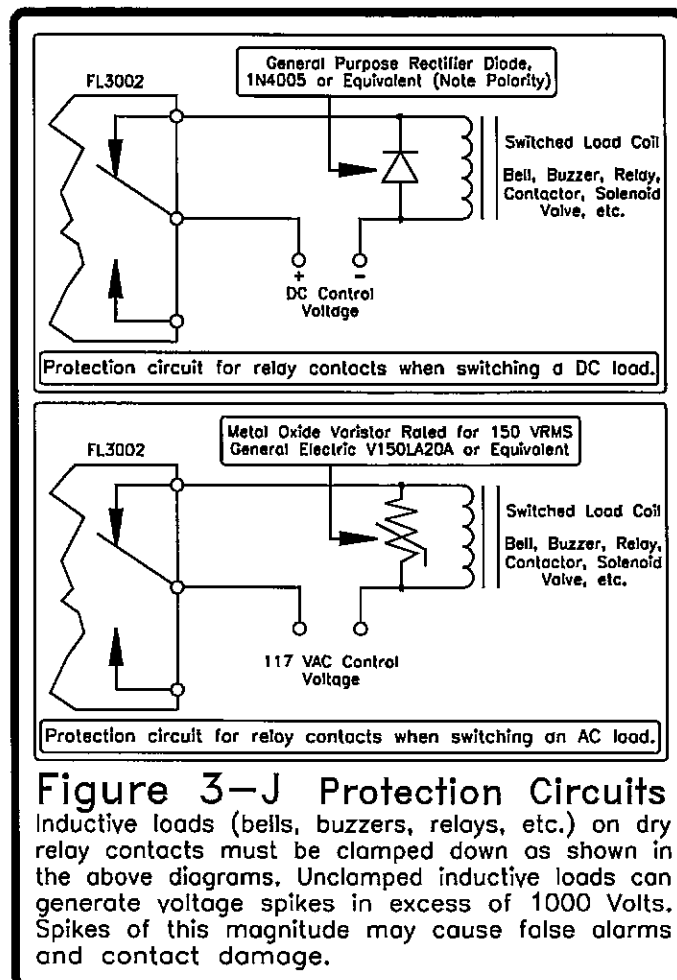 General Purpose Rectifier Diode,
1N4005 or Equivalent (Note Polarity)
FL3002
Switched Load Coil
Bell, Buzzer, Relay,
Contactor, Solenoid
Valve, etc.
+ −
DC Control
Voltage
Protection circuit for relay contacts when switching a DC load.
Metal Oxide Varistor Rated for 150 VRMS
General Electric V150LA20A or Equivalent
FL3002
Switched Load Coil
Bell, Buzzer, Relay,
Contactor, Solenoid
Valve, etc.
117 VAC Control
Voltage
Protection circuit for relay contacts when switching an AC load.
Figure 3-J Protection Circuits
Inductive loads (bells, buzzers, relays, etc.) on dry
relay contacts must be clamped down as shown in
the above diagrams. Unclamped inductive loads can
generate voltage spikes in excess of 1000 Volts.
Spikes of this magnitude may cause false alarms
and contact damage.